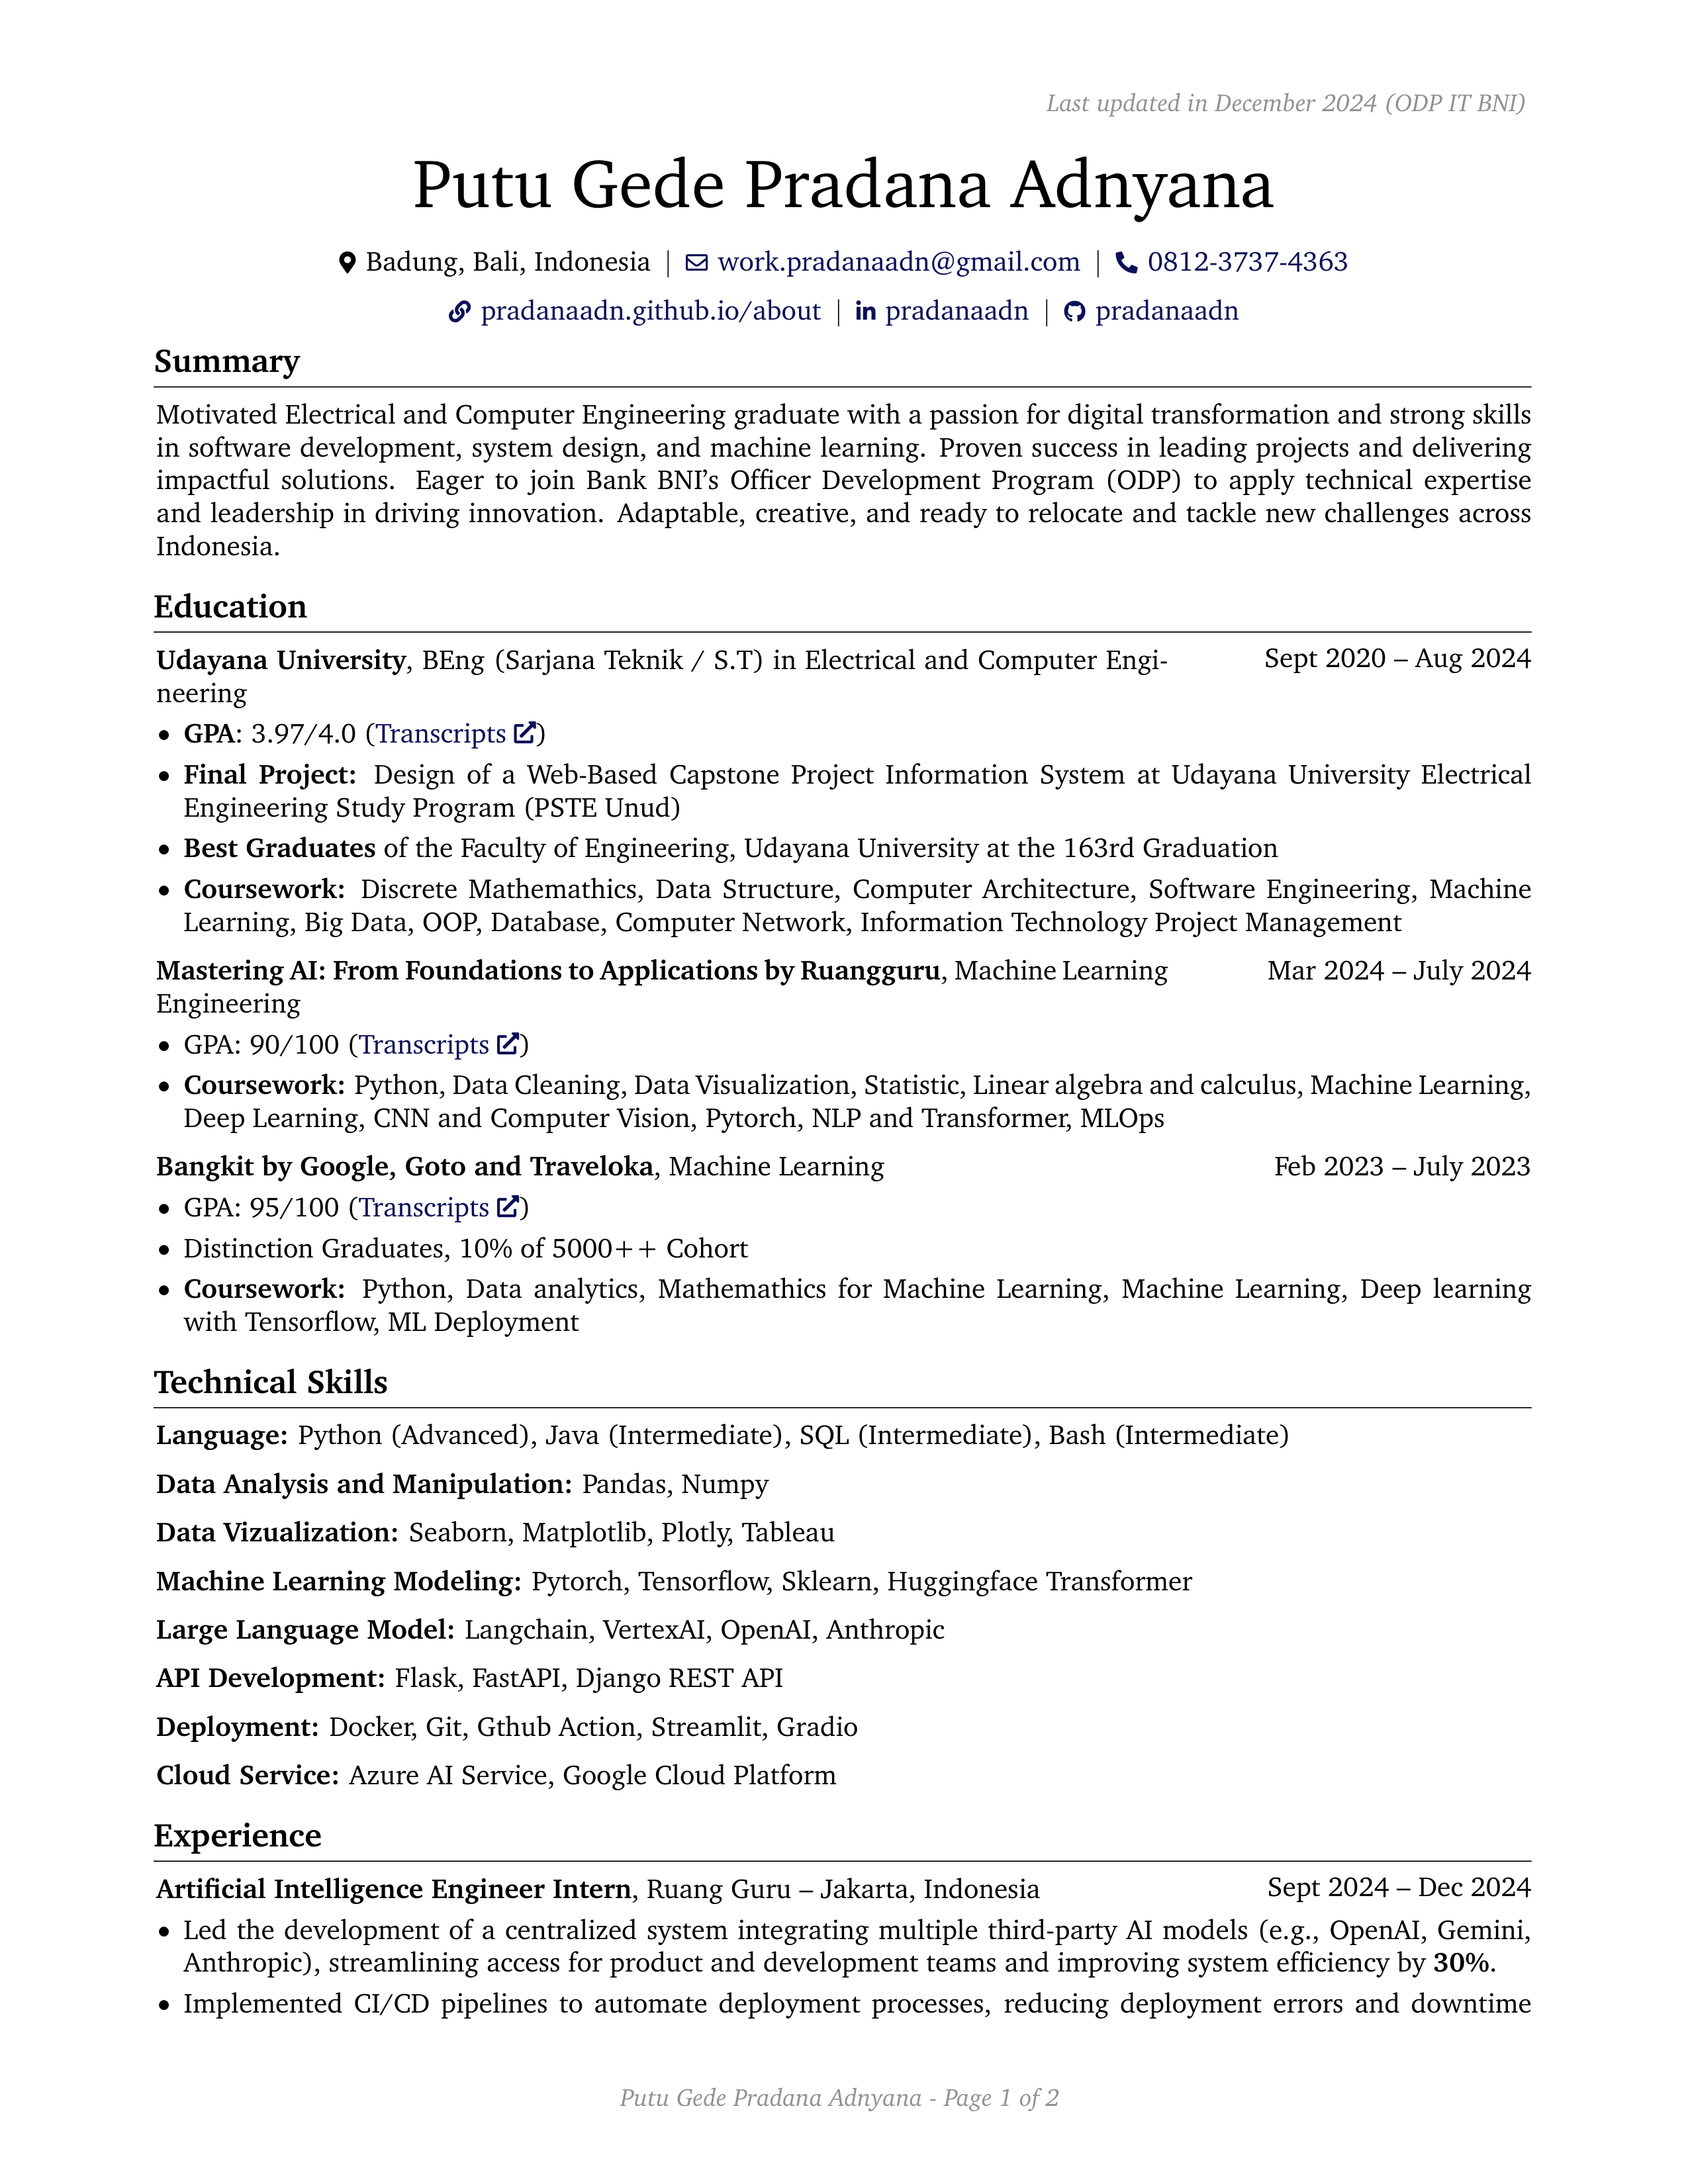 Last updated in December 2024 (ODP IT BNI)
Putu Gede Pradana Adnyana
Badung, Bali, Indonesia | work.pradanaadn@gmail.com | 0812-3737-4363
pradanaadn.github.io/about | pradanaadn | pradanaadn
Summary
Motivated Electrical and Computer Engineering graduate with a passion for digital transformation and strong skills
in software development, system design, and machine learning. Proven success in leading projects and delivering
impactful solutions. Eager to join Bank BNI's Officer Development Program (ODP) to apply technical expertise
and leadership in driving innovation. Adaptable, creative, and ready to relocate and tackle new challenges across
Indonesia.
Education
Udayana University, BEng (Sarjana Teknik / S.T) in Electrical and Computer Engi- Sept 2020 – Aug 2024
neering
• GPA: 3.97/4.0 (Transcripts)
• Final Project: Design of a Web-Based Capstone Project Information System at Udayana University Electrical
Engineering Study Program (PSTE Unud)
• Best Graduates of the Faculty of Engineering, Udayana University at the 163rd Graduation
• Coursework: Discrete Mathemathics, Data Structure, Computer Architecture, Software Engineering, Machine
Learning, Big Data, OOP, Database, Computer Network, Information Technology Project Management
Mastering AI: From Foundations to Applications by Ruangguru, Machine Learning Mar 2024 – July 2024
Engineering
• GPA: 90/100 (Transcripts)
• Coursework: Python, Data Cleaning, Data Visualization, Statistic, Linear algebra and calculus, Machine Learning,
Deep Learning, CNN and Computer Vision, Pytorch, NLP and Transformer, MLOps
Bangkit by Google, Goto and Traveloka, Machine Learning Feb 2023 – July 2023
• GPA: 95/100 (Transcripts)
• Distinction Graduates, 10% of 5000++ Cohort
• Coursework: Python, Data analytics, Mathemathics for Machine Learning, Machine Learning, Deep learning
with Tensorflow, ML Deployment
Technical Skills
Language: Python (Advanced), Java (Intermediate), SQL (Intermediate), Bash (Intermediate)
Data Analysis and Manipulation: Pandas, Numpy
Data Vizualization: Seaborn, Matplotlib, Plotly, Tableau
Machine Learning Modeling: Pytorch, Tensorflow, Sklearn, Huggingface Transformer
Large Language Model: Langchain, VertexAI, OpenAI, Anthropic
API Development: Flask, FastAPI, Django REST API
Deployment: Docker, Git, Gthub Action, Streamlit, Gradio
Cloud Service: Azure AI Service, Google Cloud Platform
Experience
Artificial Intelligence Engineer Intern, Ruang Guru – Jakarta, Indonesia Sept 2024 – Dec 2024
• Led the development of a centralized system integrating multiple third-party AI models (e.g., OpenAI, Gemini,
Anthropic), streamlining access for product and development teams and improving system efficiency by 30%.
• Implemented CI/CD pipelines to automate deployment processes, reducing deployment errors and downtime
Putu Gede Pradana Adnyana - Page 1 of 2